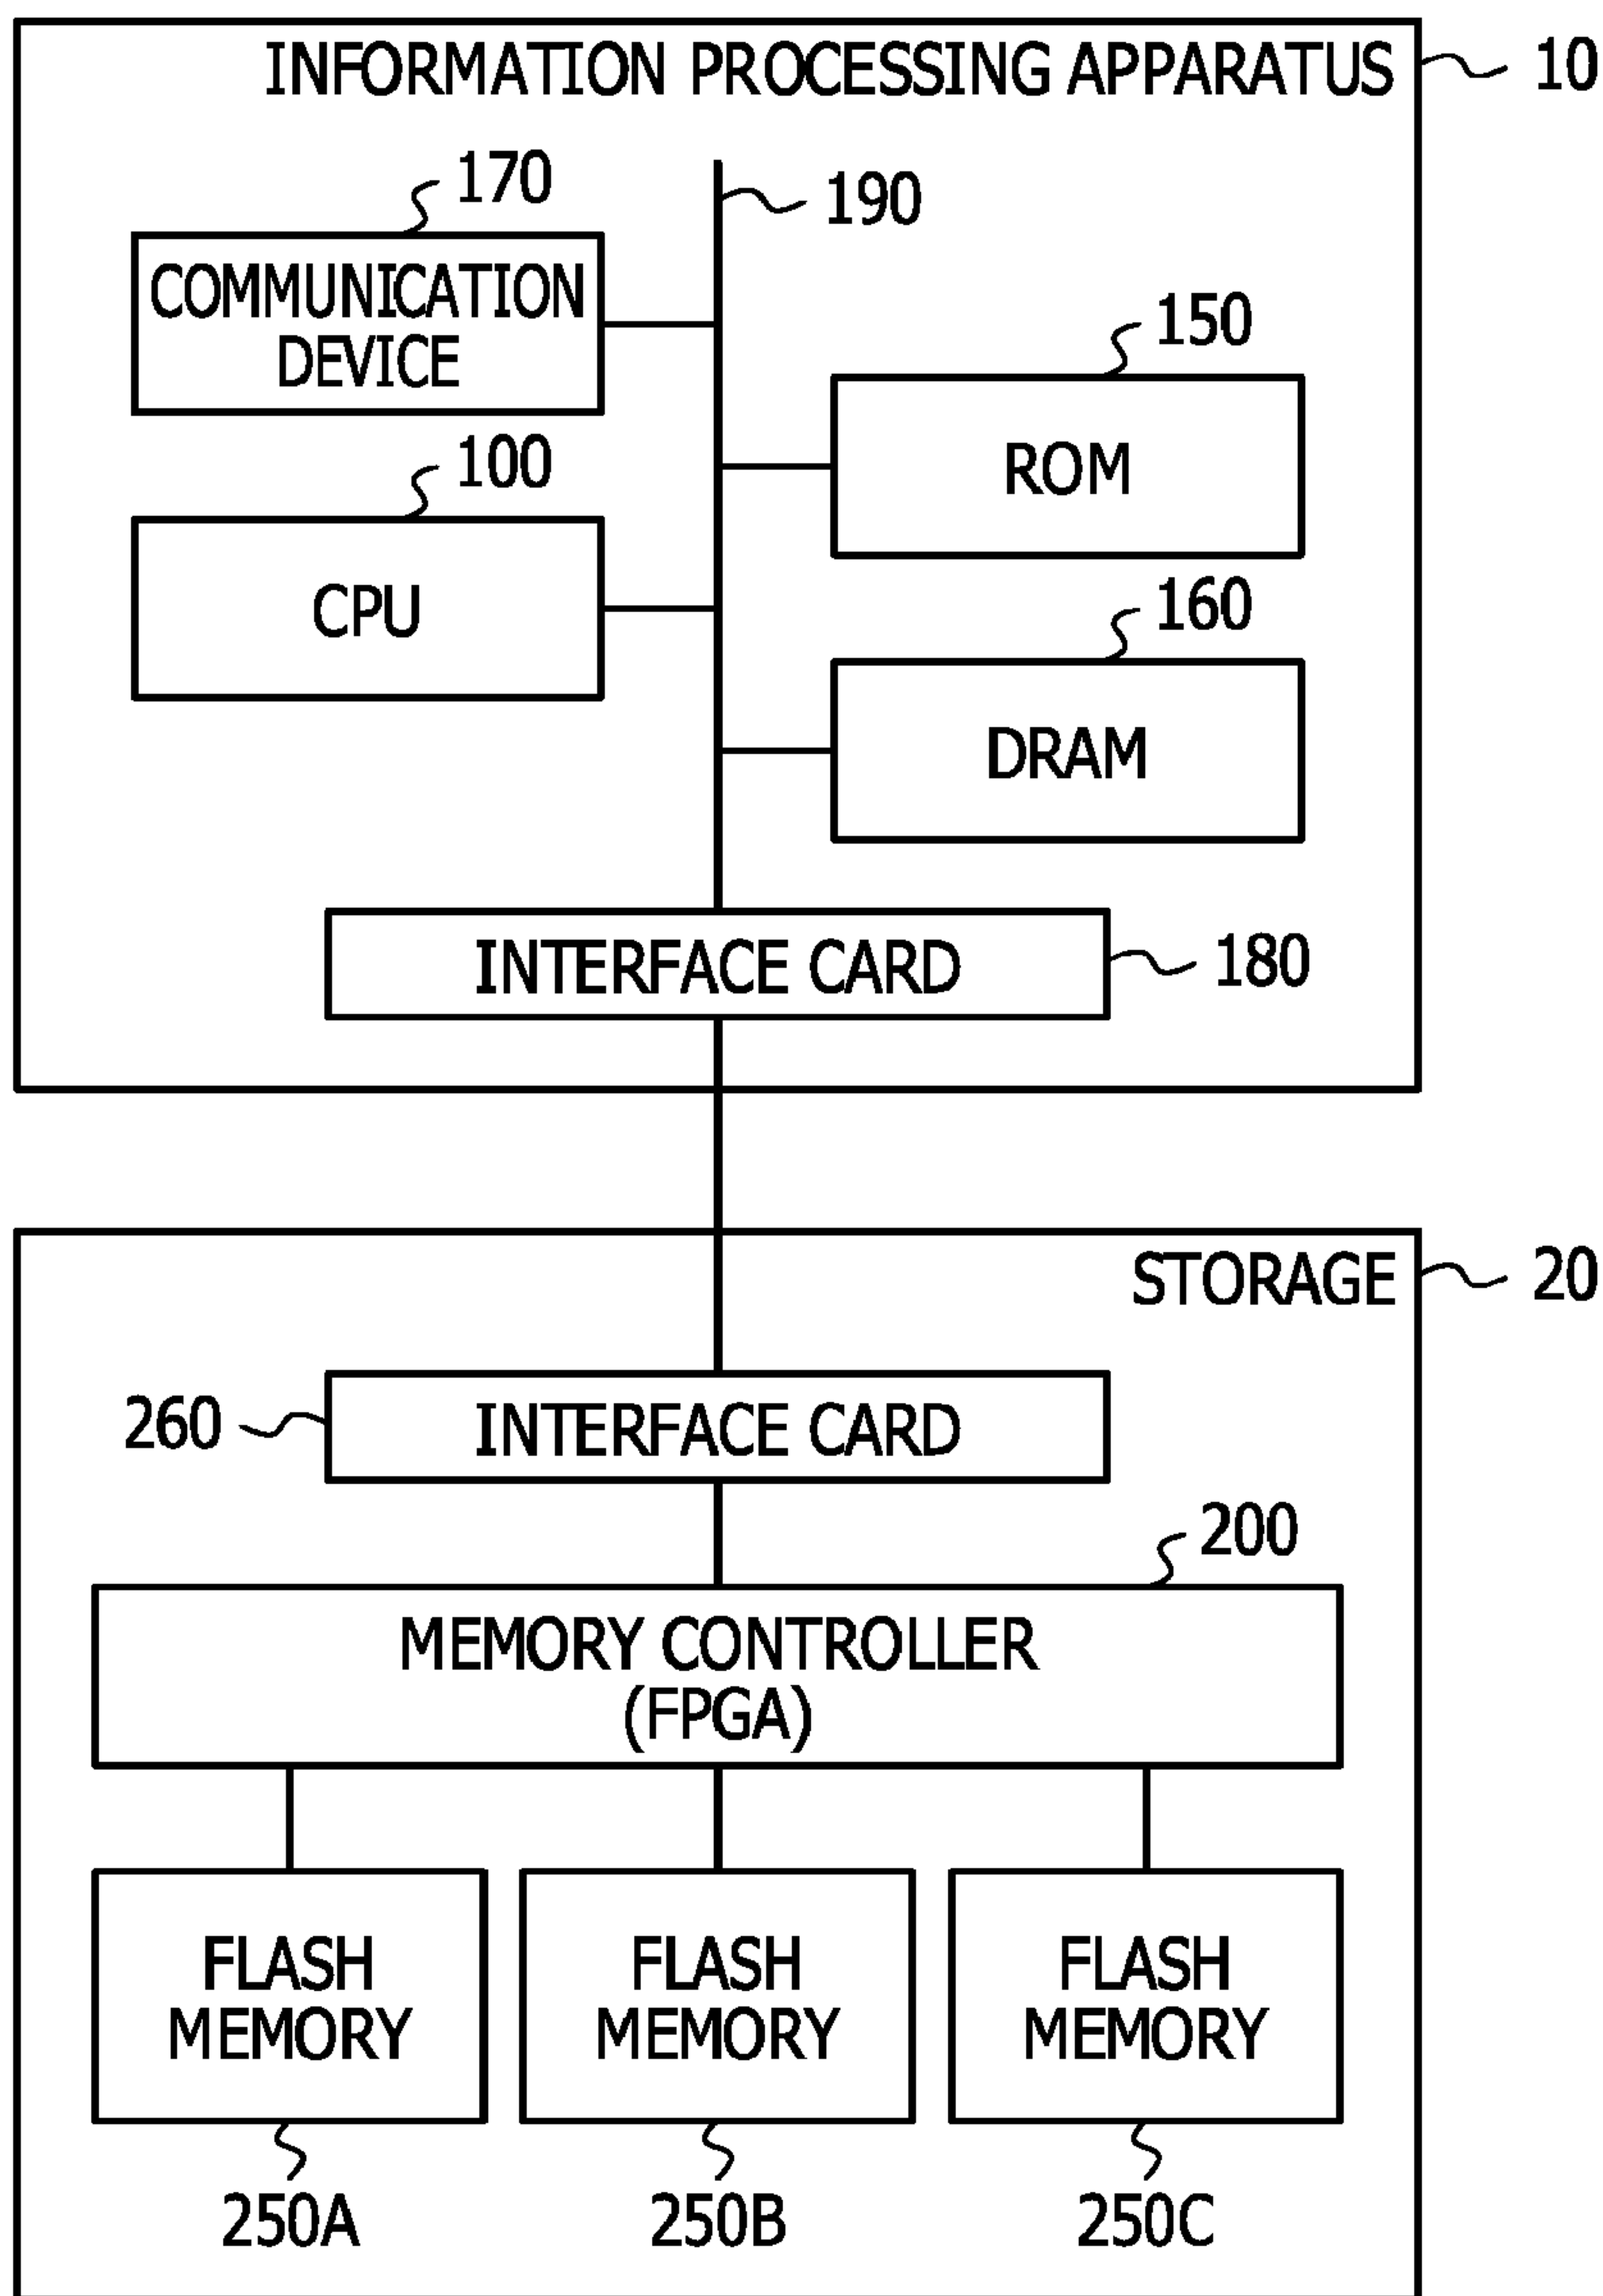 INFORMATION PROCESSING APPARATUS
10
170
190
COMMUNICATION
DEVICE
150
ROM
100
CPU
160
DRAM
INTERFACE CARD
180
STORAGE
20
260
INTERFACE CARD
200
MEMORY CONTROLLER
(FPGA)
FLASH
MEMORY
FLASH
MEMORY
FLASH
MEMORY
250A
250B
250C